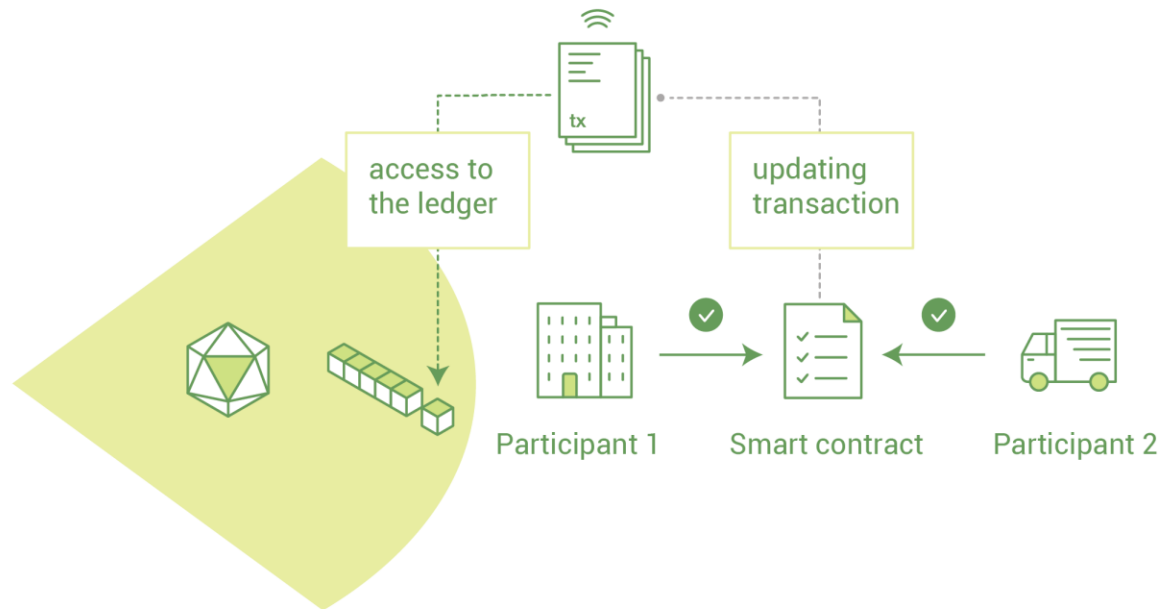 tx
access to
the ledger
updating
transaction
Participant 1
Smart contract
Participant 2